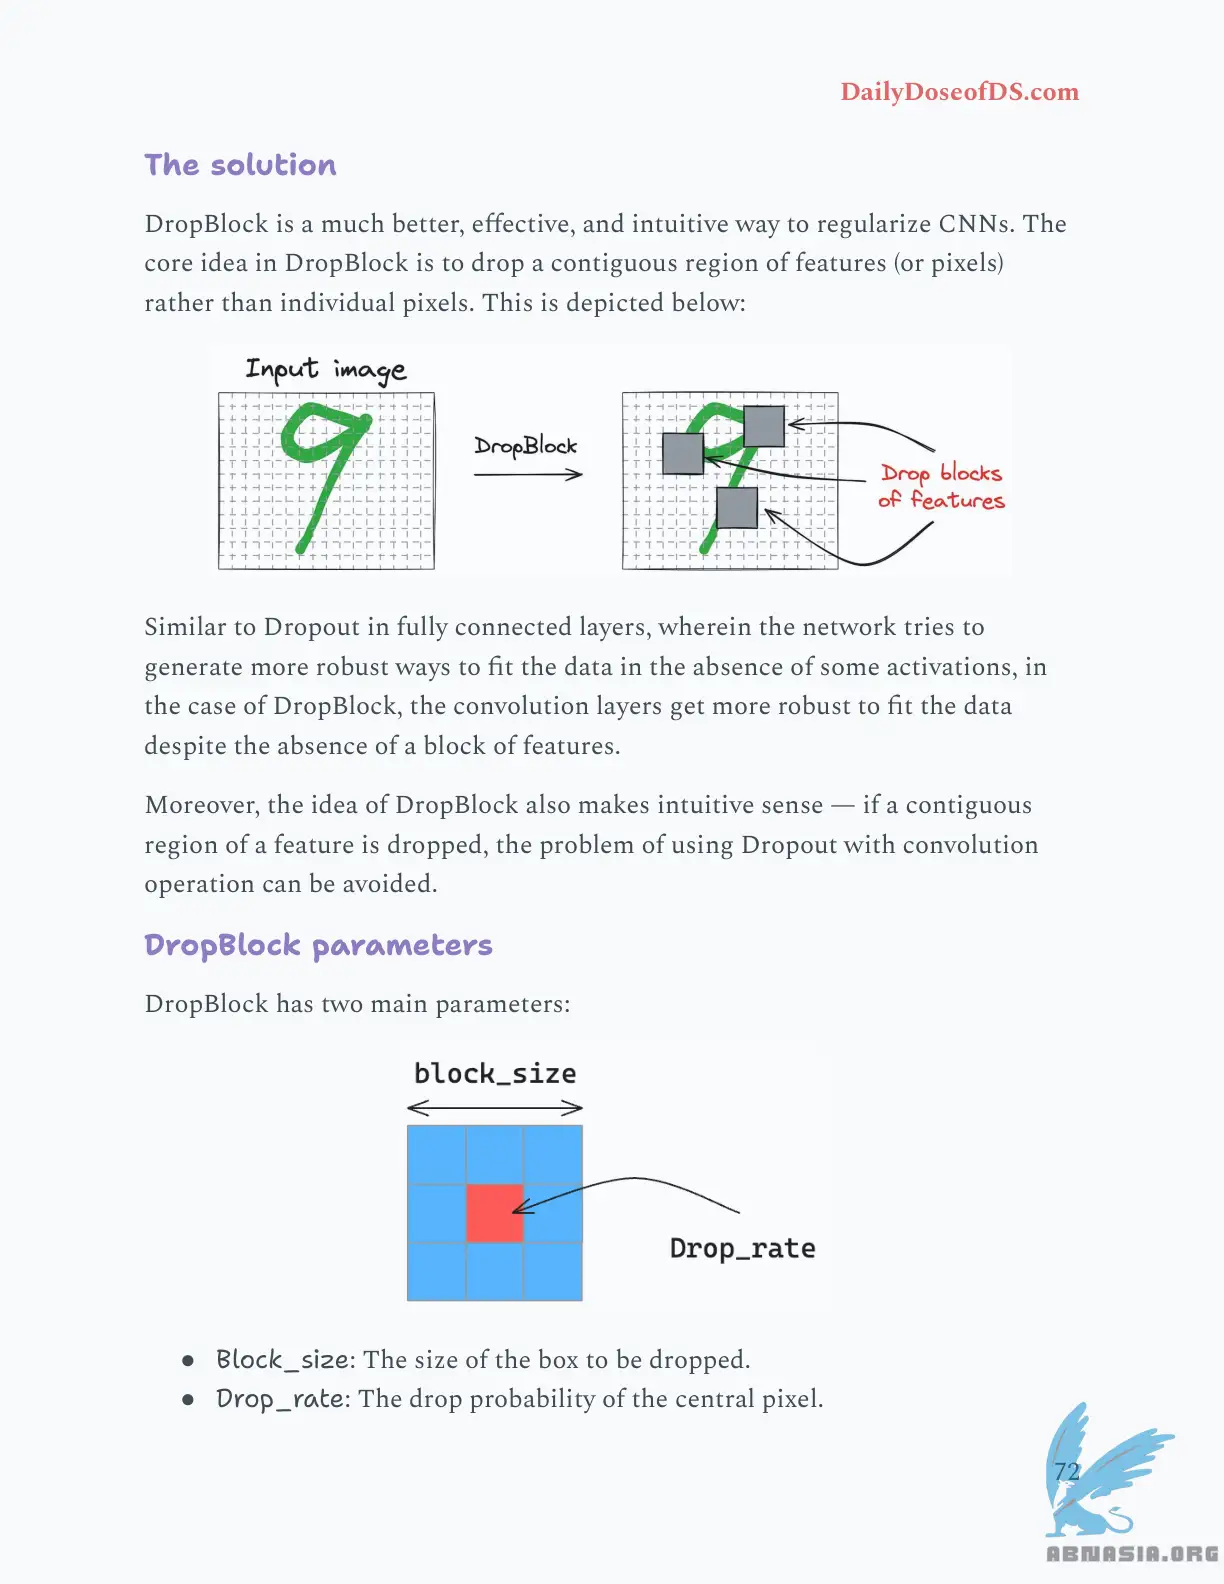 DailyDoseofDS.com
The solution
DropBlock is a much better, effective, and intuitive way to regularize CNNs. The
core idea in DropBlock is to drop a contiguous region of features (or pixels)
rather than individual pixels. This is depicted below:
Input image
DropBlock
Drop blocks
of features
Similar to Dropout in fully connected layers, wherein the network tries to
generate more robust ways to fit the data in the absence of some activations, in
the case of DropBlock, the convolution layers get more robust to fit the data
despite the absence of a block of features.
Moreover, the idea of DropBlock also makes intuitive sense — if a contiguous
region of a feature is dropped, the problem of using Dropout with convolution
operation can be avoided.
DropBlock parameters
DropBlock has two main parameters:
block_size
Drop_rate
● Block_size: The size of the box to be dropped.
● Drop_rate: The drop probability of the central pixel.
72
ABNASIA.ORG